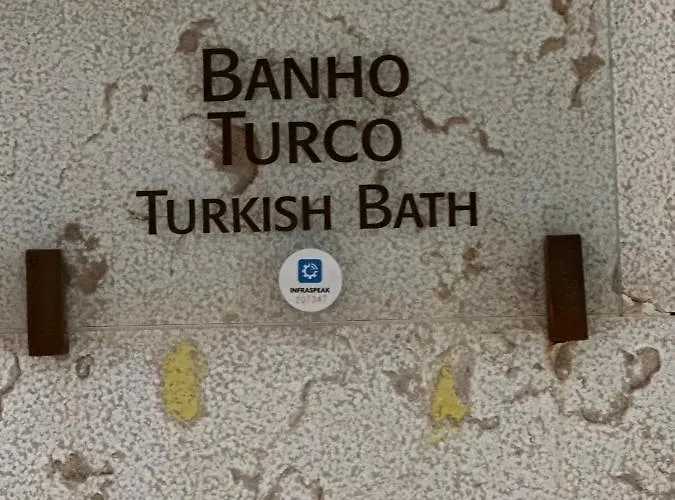 BANHO
TURCO
TURKISH BATH
INFRASPEAK
207347